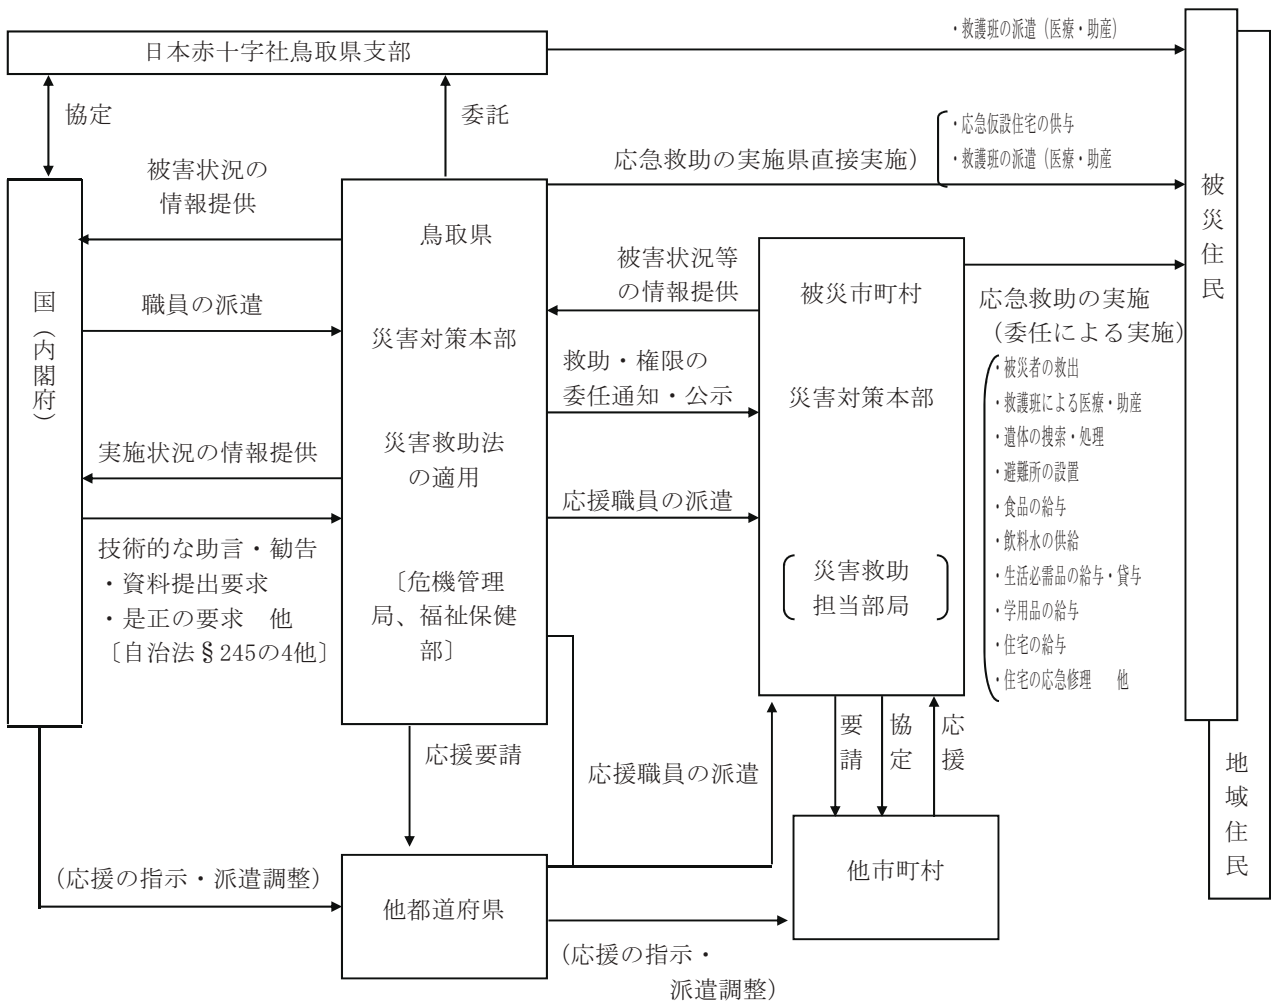 ・救護班の派遣（医療・助産）
日本赤十字社鳥取県支部
協定
委託
・応急仮設住宅の供与
応急救助の実施県直接実施）
・救護班の派遣（医療・助産
被害状況の
情報提供
被災住民
鳥取県
被害状況等
の情報提供
被災市町村
応急救助の実施
（委任による実施）
国（内閣府）
職員の派遣
災害対策本部
救助・権限の
委任通知・公示
災害対策本部
・被災者の救出
・救護班による医療・助産
・遺体の捜索・処理
・避難所の設置
・食品の給与
・飲料水の供給
・生活必需品の給与・貸与
・学用品の給与
・住宅の給与
・住宅の応急修理　他
実施状況の情報提供
災害救助法
の適用
応援職員の派遣
技術的な助言・勧告
・資料提出要求
・是正の要求　他
〔自治法§245の4他〕
〔危機管理
局、福祉保健
部〕
災害救助
担当部局
応援要請
応援職員の派遣
要請
協定
応援
地域住民
（応援の指示・派遣調整）
他都道府県
他市町村
（応援の指示・
派遣調整）